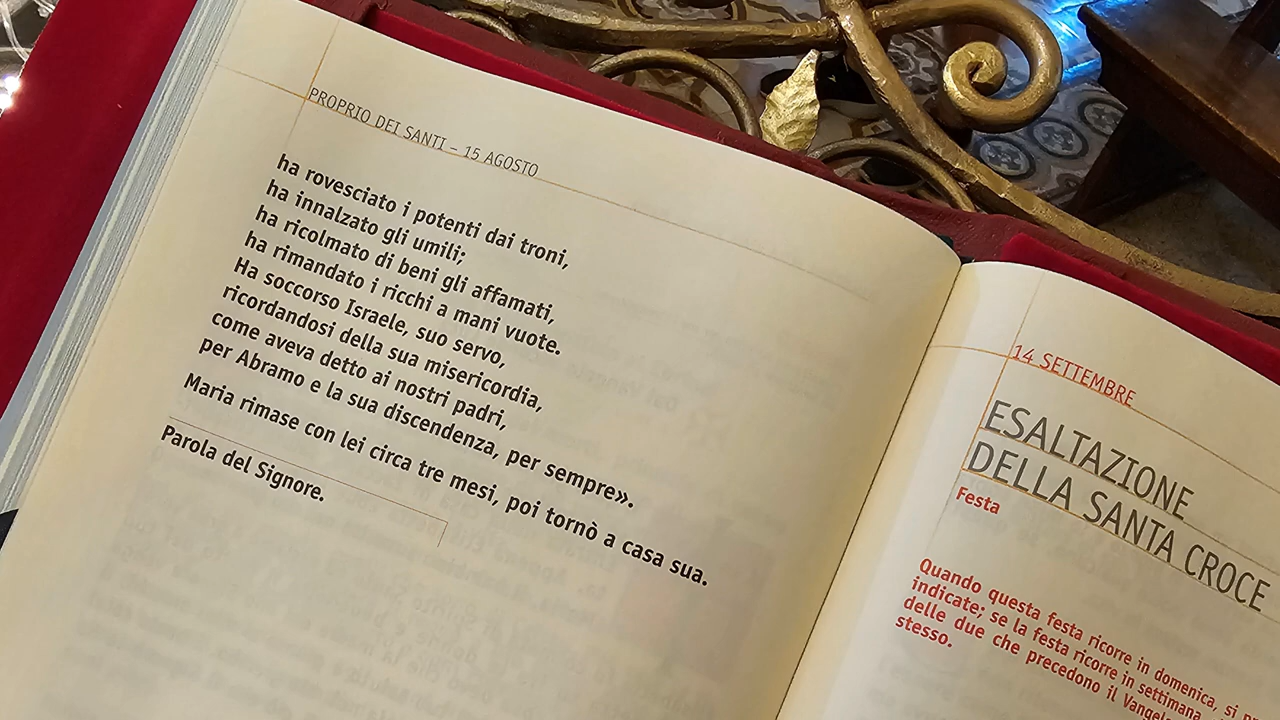 PROPRIO DEI SANTI – 15 AGOSTO
ha rovesciato i potenti dai troni,
ha innalzato gli umili;
ha ricolmato di beni gli affamati,
ha rimandato i ricchi a mani vuote.
Ha soccorso Israele, suo servo,
ricordandosi della sua misericordia,
come aveva detto ai nostri padri,
per Abramo e la sua discendenza, per sempre».
Maria rimase con lei circa tre mesi, poi tornò a casa sua.
Parola del Signore.
14 SETTEMBRE
ESALTAZIONE
DELLA SANTA CROCE
Festa
Quando questa festa ricorre in domenica, si
indicate; se la festa ricorre in settimana
delle due che precedono il
stesso.